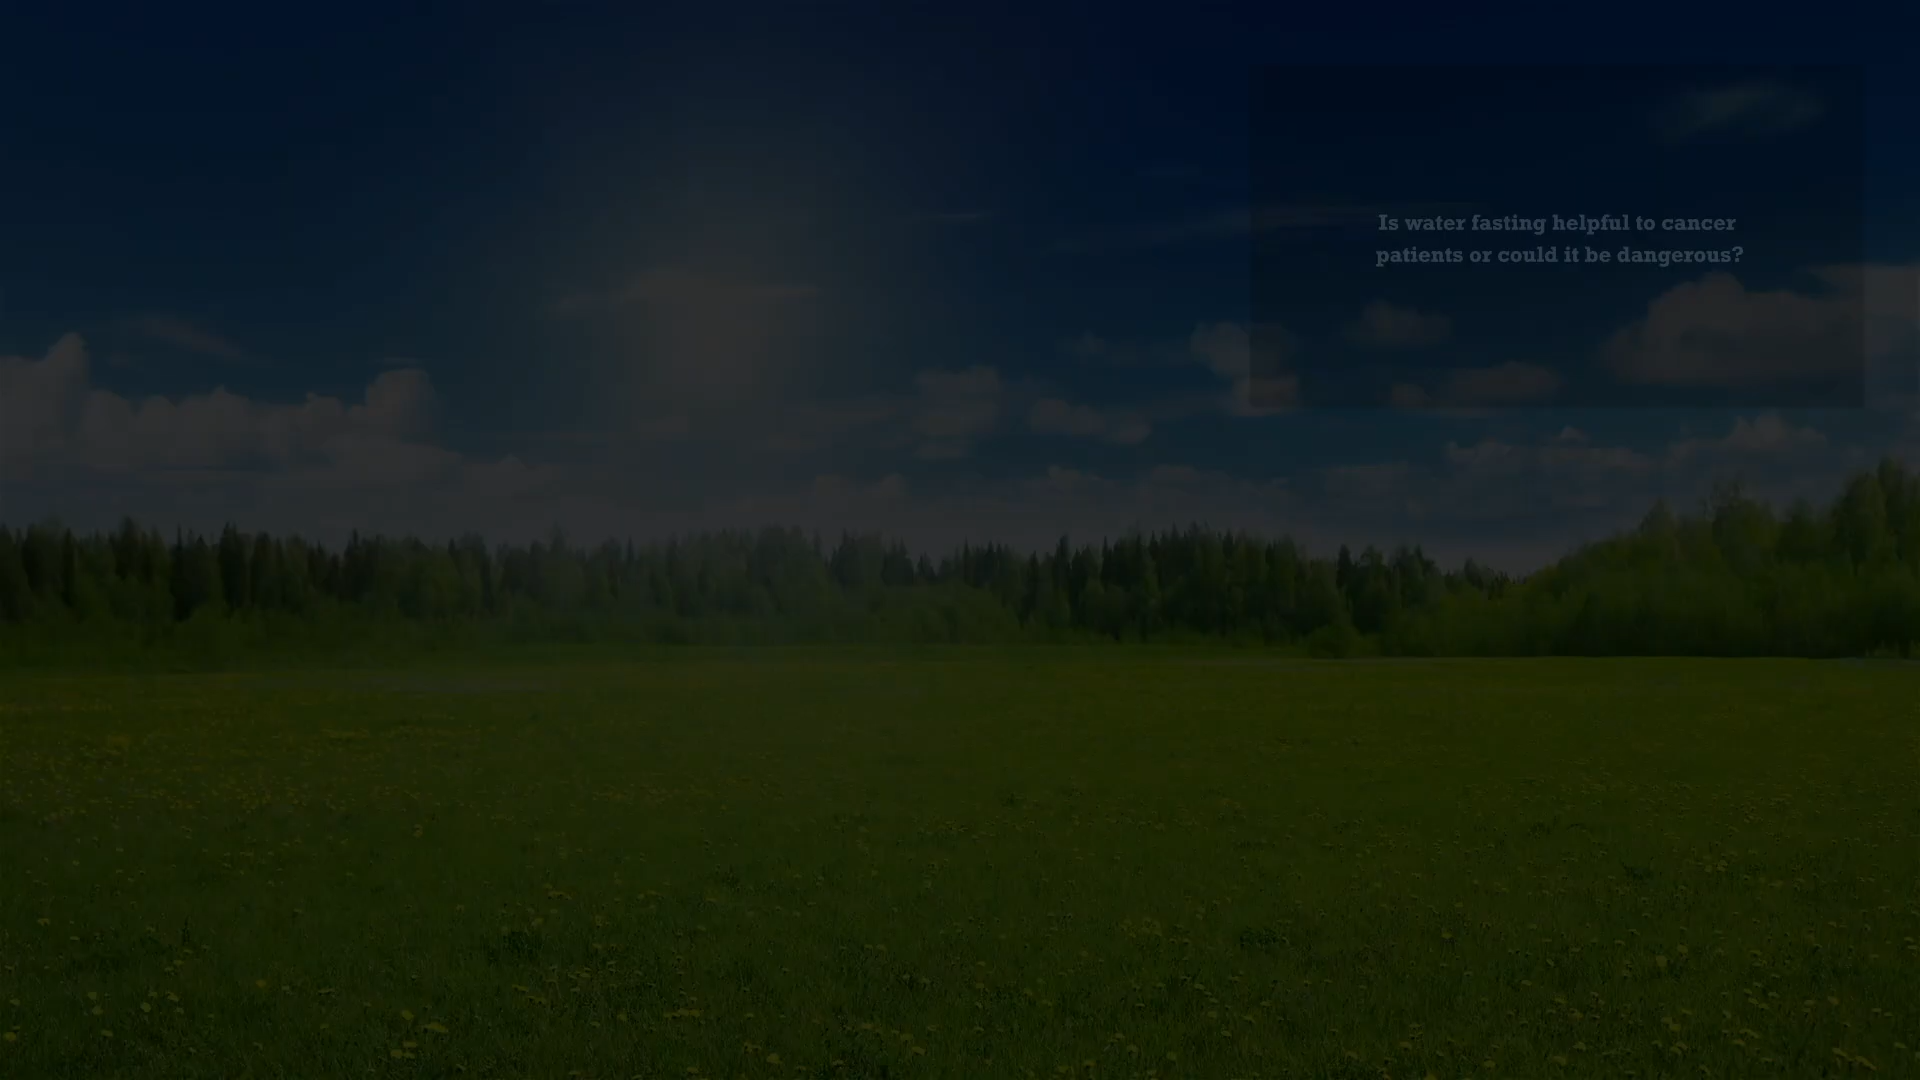 Is water fasting helpful to cancer
patients or could it be dangerous?